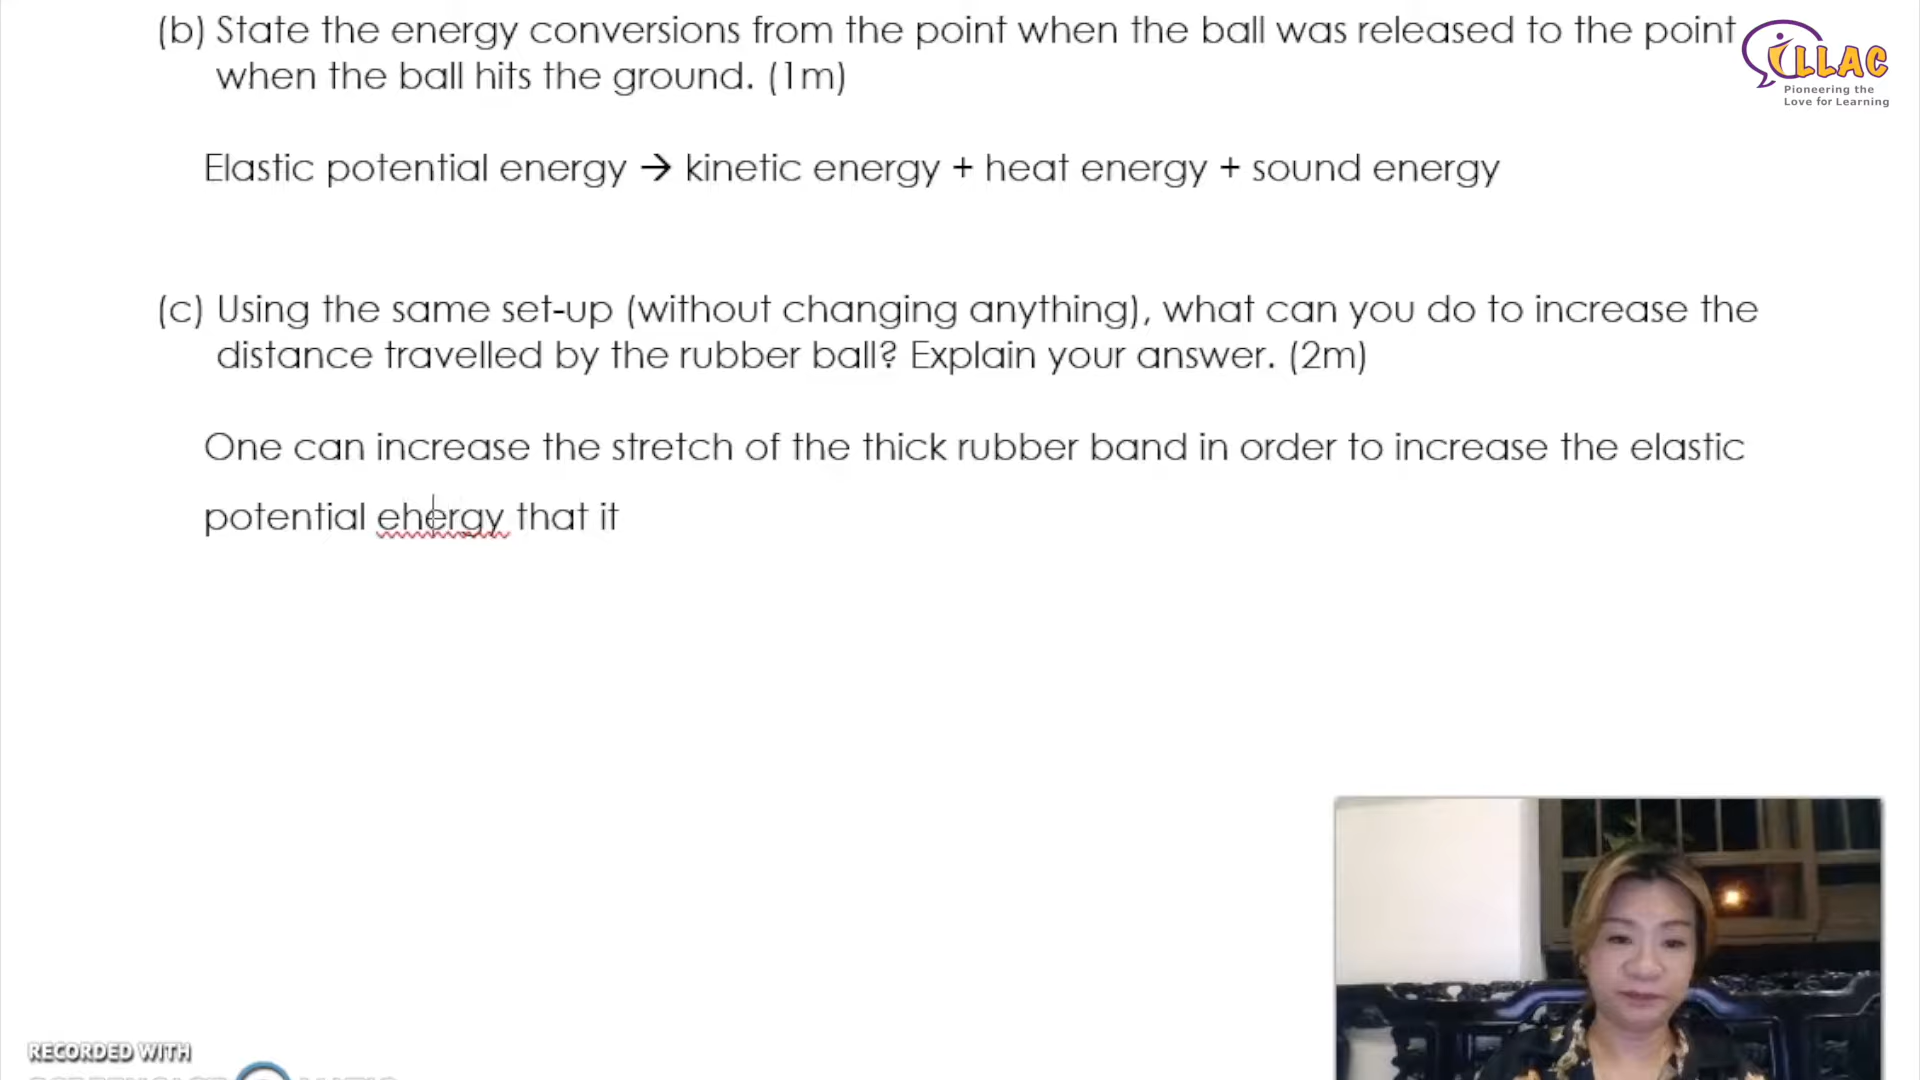 (b) State the energy conversions from the point when the ball was released to the point
when the ball hits the ground. (1m)
iLLAC
Pioneering the
Love for Learning
Elastic potential energy → kinetic energy + heat energy + sound energy
(c) Using the same set-up (without changing anything), what can you do to increase the
distance travelled by the rubber ball? Explain your answer. (2m)
One can increase the stretch of the thick rubber band in order to increase the elastic
potential ehergy that it
RECORDED WITH